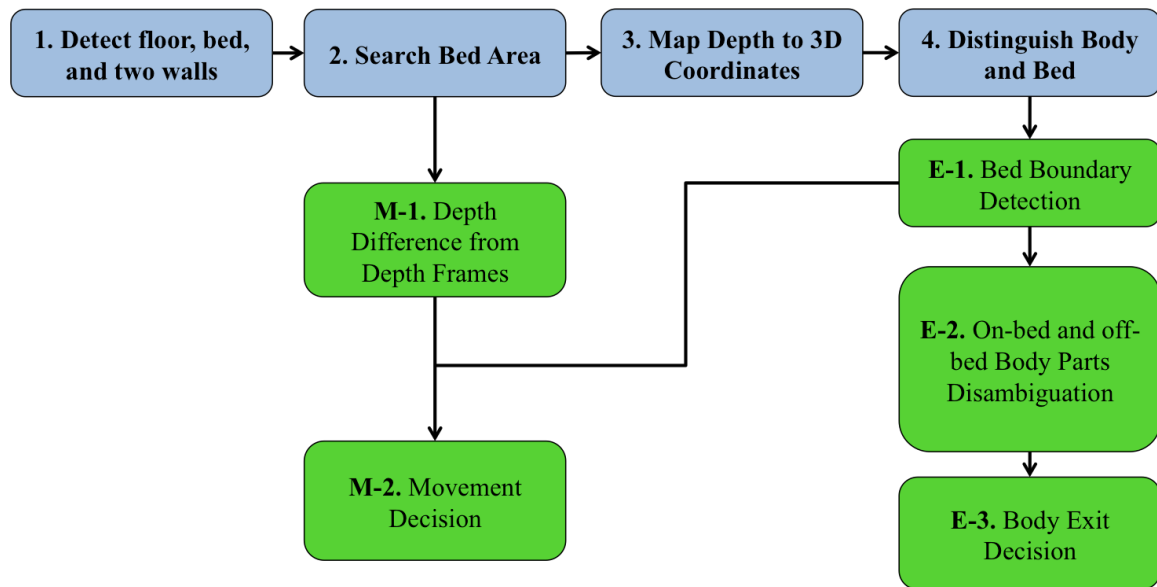 1. Detect floor, bed,
and two walls
2. Search Bed Area
3. Map Depth to 3D
Coordinates
4. Distinguish Body
and Bed
M-1. Depth
Difference from
Depth Frames
E-1. Bed Boundary
Detection
E-2. On-bed and off-
bed Body Parts
Disambiguation
M-2. Movement
Decision
E-3. Body Exit
Decision